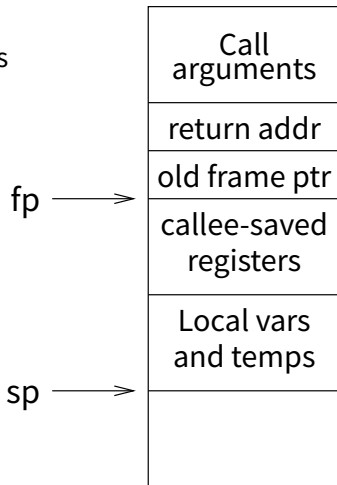 s
Call
arguments
return addr
old frame ptr
fp
callee-saved
registers
Local vars
and temps
sp